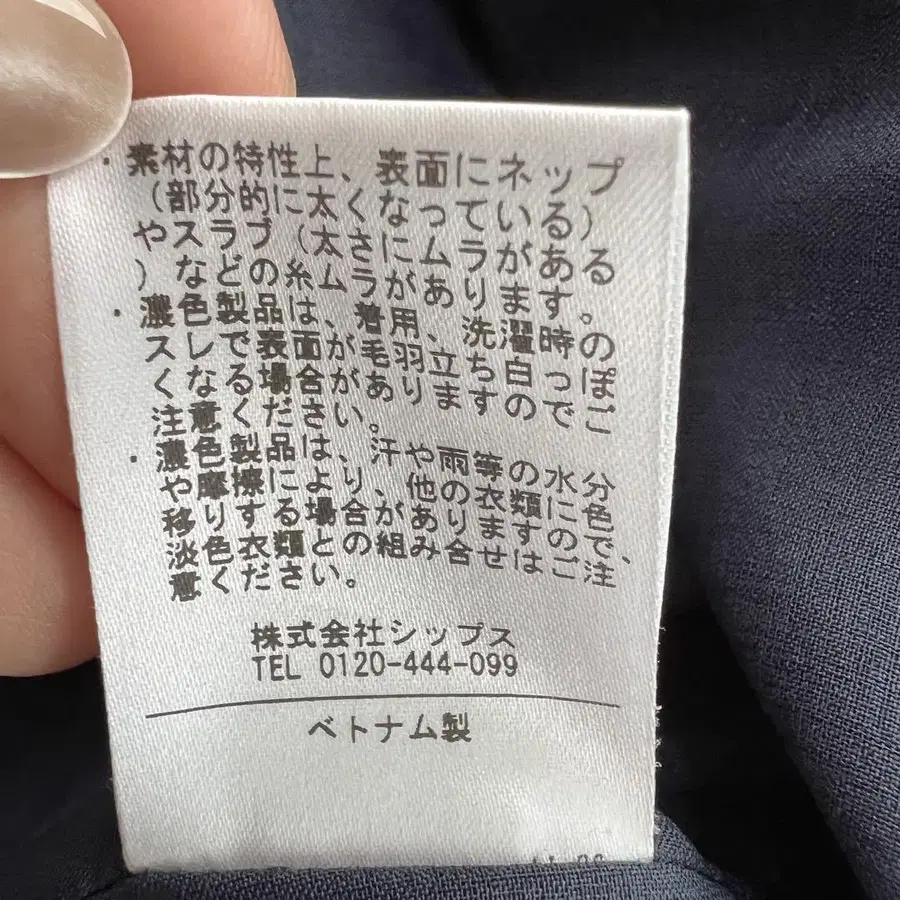 ・素材の特性上、表面にネップ
(部分的に太くなっている)
やスラブ(太さにムラがある
)などの糸ムラがあります。
・濃色製品は、着用、洗濯時の
スレで表面が毛羽立ち白っぽ
くなる場合がありますのでご
注意ください。
・濃色製品は、汗や雨等の水分
や摩擦により、他の衣類に色
移りする場合がありますので、
淡色衣類との組み合せはご注
意ください。
株式会社シップス
TEL 0120-444-099
ベトナム製